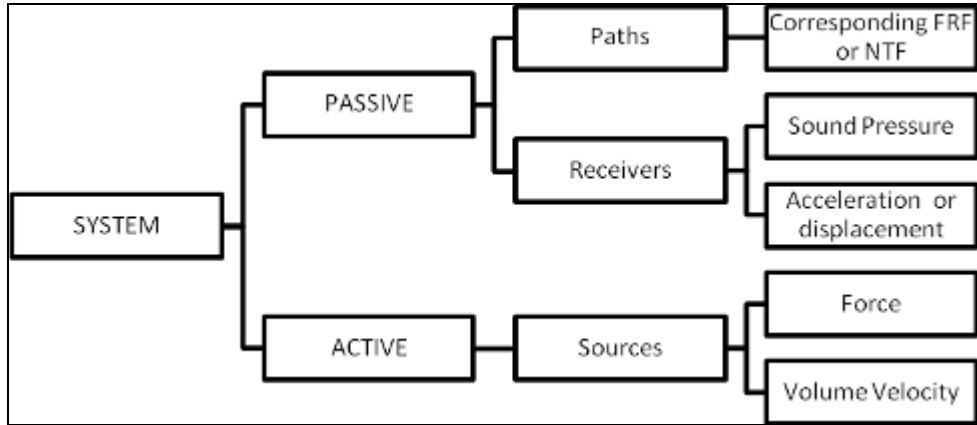 Paths
Corresponding FRF
or NTF
PASSIVE
Sound Pressure
Receivers
Acceleration or
displacement
SYSTEM
Force
ACTIVE
Sources
Volume Velocity